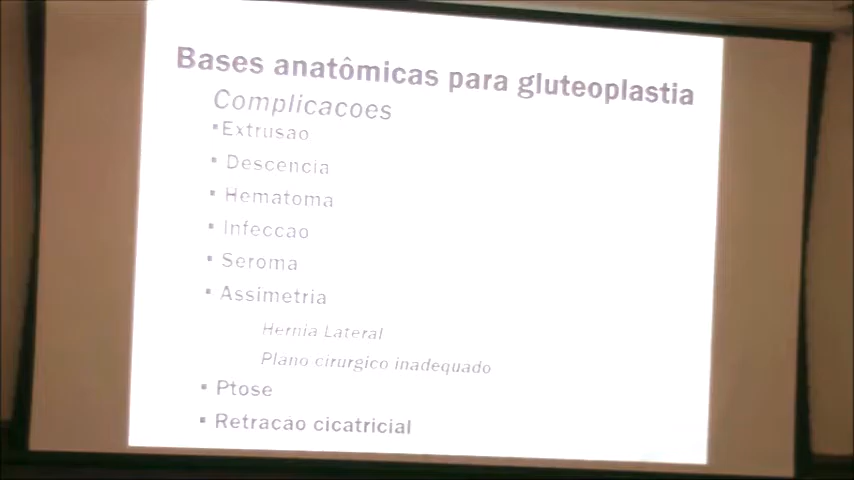 Bases anatômicas para gluteoplastia
Complicacoes
▪Extrusao
▪ Descencia
▪ Hematoma
▪ Infeccao
▪ Seroma
▪ Assimetria
Hernia Lateral
Plano cirurgico inadequado
▪ Ptose
▪ Retracao cicatricial